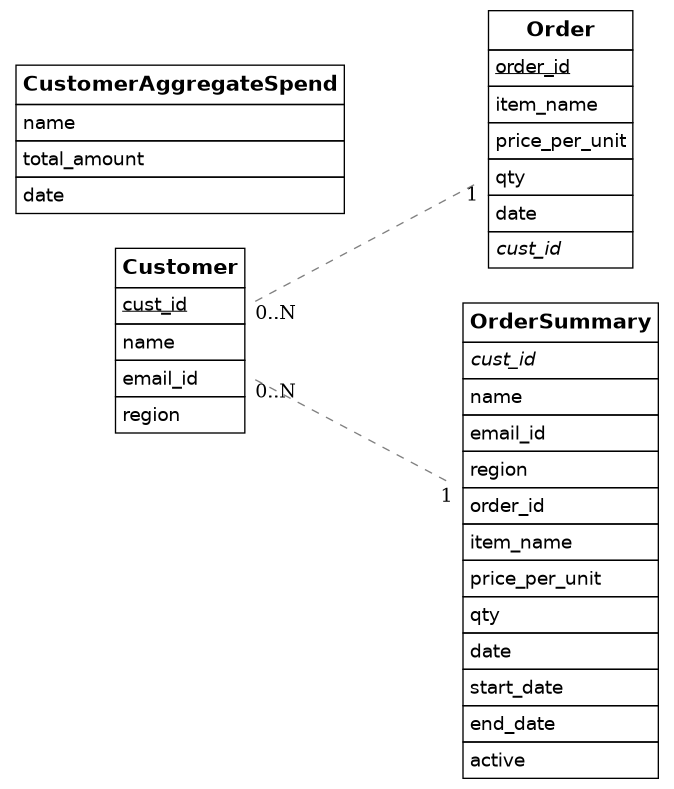 CustomerAggregateSpend
name
total_amount
date
Customer
cust_id
name
email_id
region
0..N
0..N
1
1
Order
order_id
item_name
price_per_unit
qty
date
cust_id
OrderSummary
cust_id
name
email_id
region
order_id
item_name
price_per_unit
qty
date
start_date
end_date
active